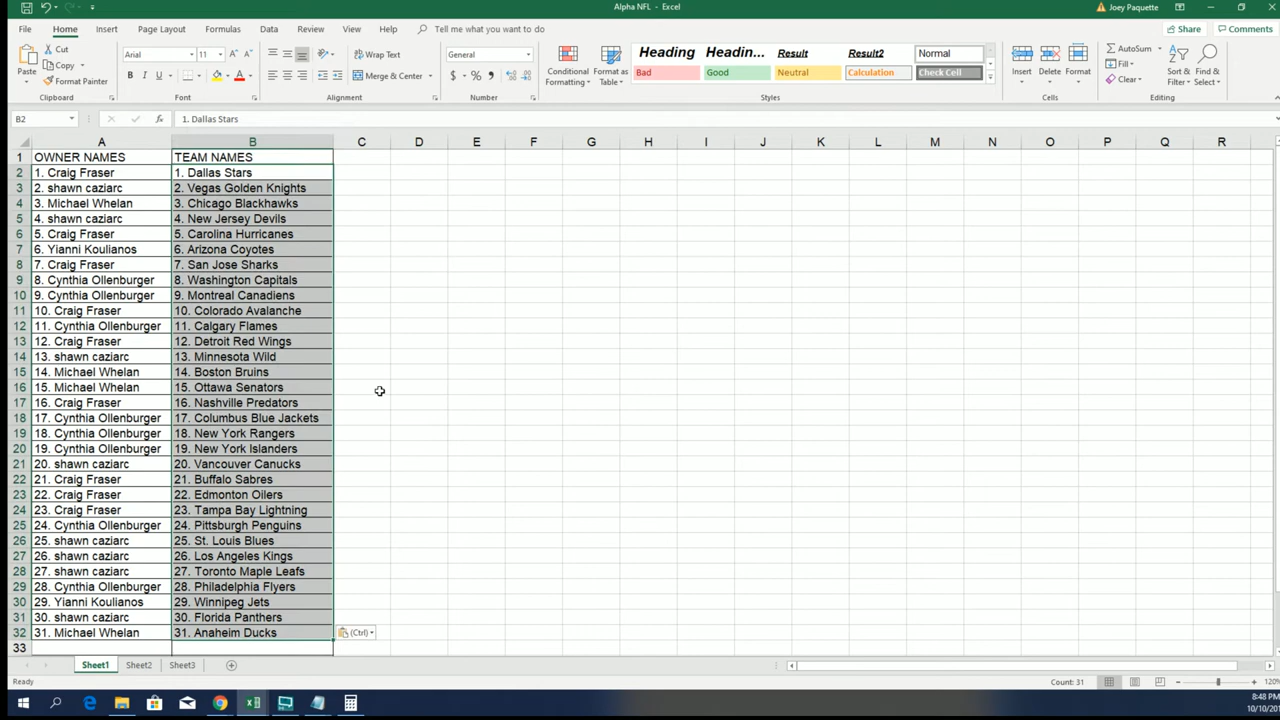 Alpha NFL - Excel
Joey Paquette
File Home Insert Page Layout Formulas Data Review View Help Tell me what you want to do Share Comments
Cut
Copy
Format Painter
Paste
Clipboard
Arial 11
B I U
Font
Wrap Text
Merge & Center
Alignment
General
$ % ,
Number
Conditional Formatting
Format as Table
Heading Headin... Result Result2 Normal
Bad Good Neutral Calculation Check Cell
Styles
Insert Delete Format
Cells
AutoSum
Fill
Clear
Sort & Filter
Find & Select
Editing
B2 fx 1. Dallas Stars
A B C D E F G H I J K L M N O P Q R
1 OWNER NAMES TEAM NAMES
2 1. Craig Fraser 1. Dallas Stars
3 2. shawn caziarc 2. Vegas Golden Knights
4 3. Michael Whelan 3. Chicago Blackhawks
5 4. shawn caziarc 4. New Jersey Devils
6 5. Craig Fraser 5. Carolina Hurricanes
7 6. Yianni Koulianos 6. Arizona Coyotes
8 7. Craig Fraser 7. San Jose Sharks
9 8. Cynthia Ollenburger 8. Washington Capitals
10 9. Cynthia Ollenburger 9. Montreal Canadiens
11 10. Craig Fraser 10. Colorado Avalanche
12 11. Cynthia Ollenburger 11. Calgary Flames
13 12. Craig Fraser 12. Detroit Red Wings
14 13. shawn caziarc 13. Minnesota Wild
15 14. Michael Whelan 14. Boston Bruins
16 15. Michael Whelan 15. Ottawa Senators
17 16. Craig Fraser 16. Nashville Predators
18 17. Cynthia Ollenburger 17. Columbus Blue Jackets
19 18. Cynthia Ollenburger 18. New York Rangers
20 19. Cynthia Ollenburger 19. New York Islanders
21 20. shawn caziarc 20. Vancouver Canucks
22 21. Craig Fraser 21. Buffalo Sabres
23 22. Craig Fraser 22. Edmonton Oilers
24 23. Craig Fraser 23. Tampa Bay Lightning
25 24. Cynthia Ollenburger 24. Pittsburgh Penguins
26 25. shawn caziarc 25. St. Louis Blues
27 26. shawn caziarc 26. Los Angeles Kings
28 27. shawn caziarc 27. Toronto Maple Leafs
29 28. Cynthia Ollenburger 28. Philadelphia Flyers
30 29. Yianni Koulianos 29. Winnipeg Jets
31 30. shawn caziarc 30. Florida Panthers
32 31. Michael Whelan 31. Anaheim Ducks
(Ctrl)
33
Sheet1 Sheet2 Sheet3
Ready Count: 31 120%
8:48 PM
10/10/20